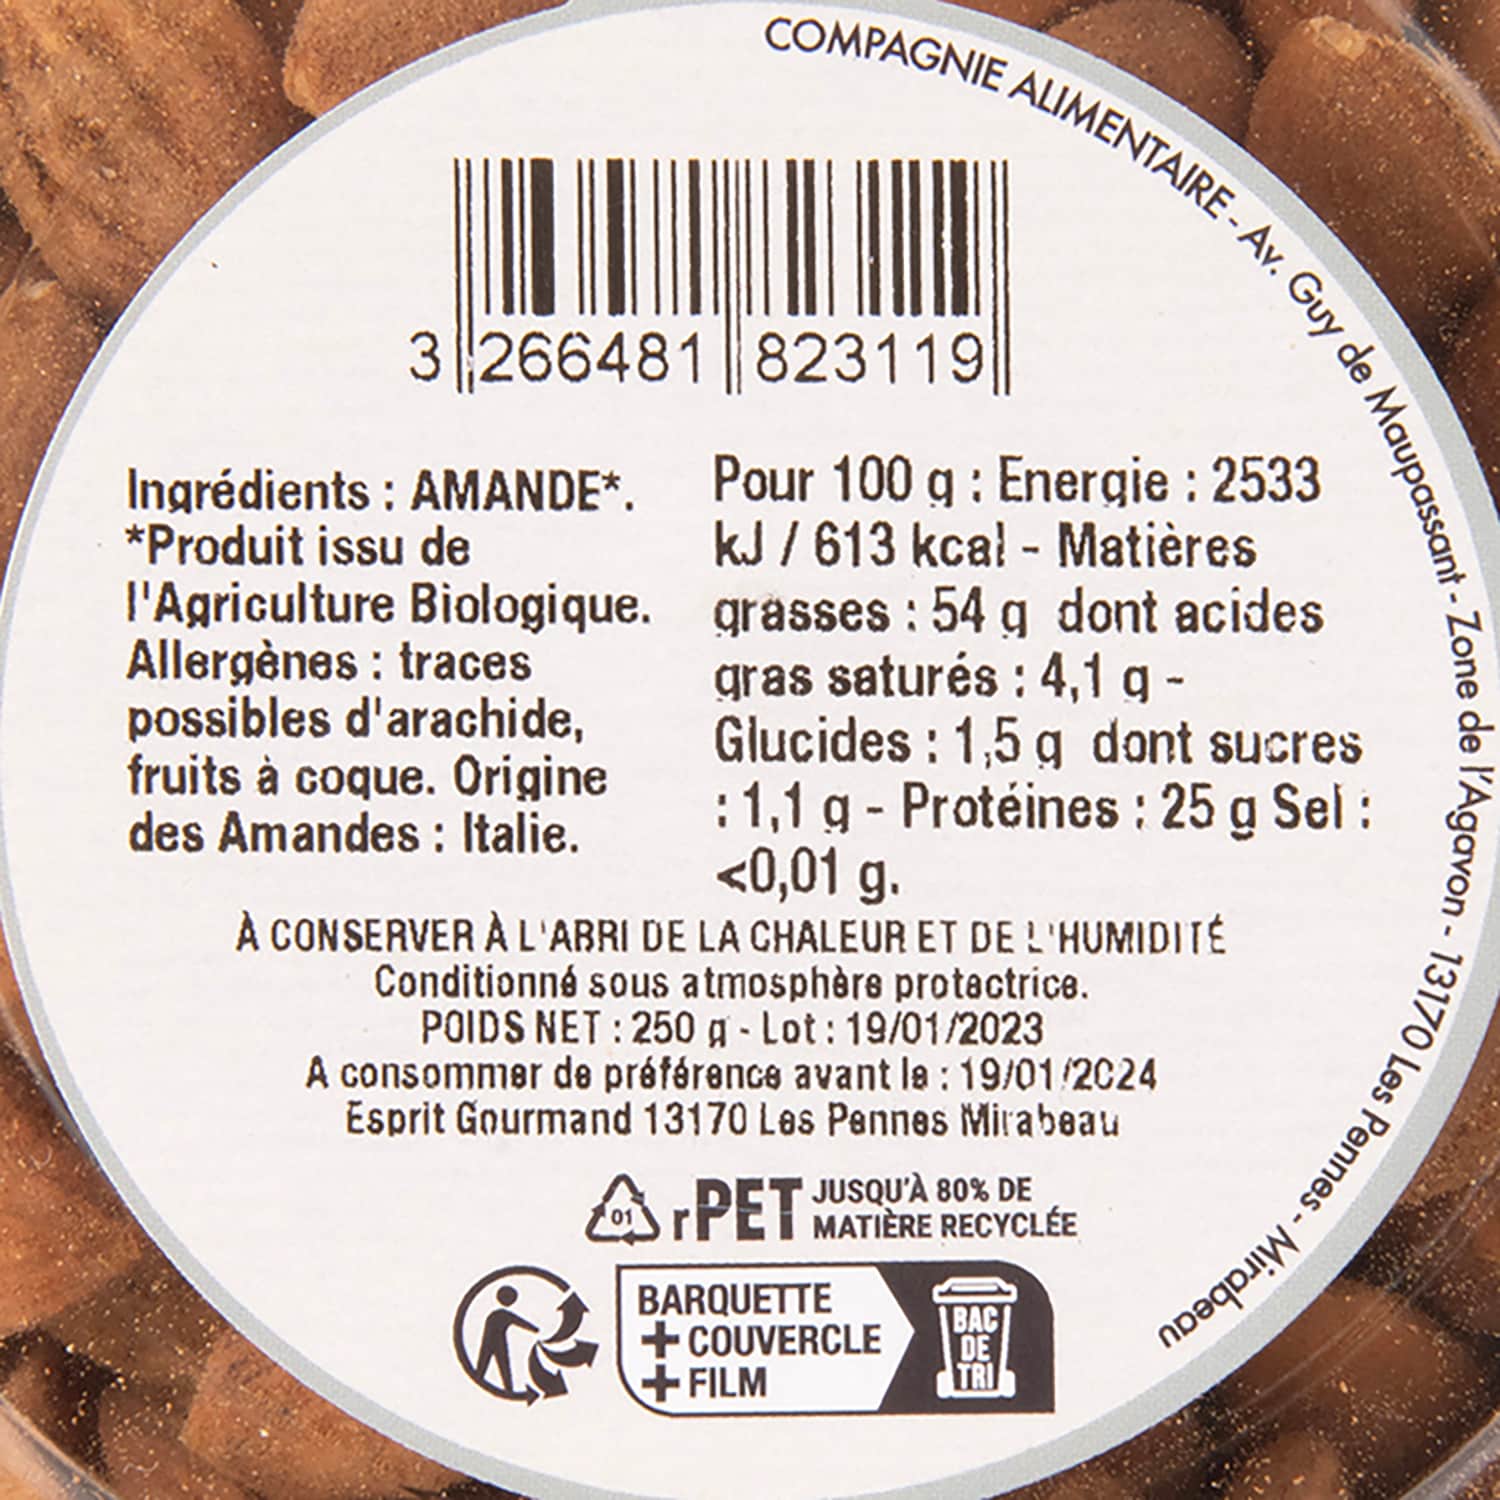 COMPAGNIE ALIMENTAIRE - Av. Guy de Maupassant - Zone de l'Agavon - 13170 Les Pennes - Mirabeau
3 266481 823119
Ingrédients : AMANDE*.
*Produit issu de
l'Agriculture Biologique.
Allergènes : traces
possibles d'arachide,
fruits à coque. Origine
des Amandes : Italie.
Pour 100 g : Energie : 2533
kJ / 613 kcal - Matières
grasses : 54 g dont acides
gras saturés : 4,1 g -
Glucides : 1,5 g dont sucres
: 1,1 g - Protéines : 25 g Sel :
<0,01 g.
À CONSERVER À L'ABRI DE LA CHALEUR ET DE L'HUMIDITÉ
Conditionné sous atmosphère protectrice.
POIDS NET : 250 g - Lot : 19/01/2023
A consommer de préférence avant le : 19/01/2024
Esprit Gourmand 13170 Les Pennes Mirabeau
01 rPET JUSQU'À 80% DE
MATIÈRE RECYCLÉE
BARQUETTE
+ COUVERCLE
+ FILM
BAC
DE
TRI